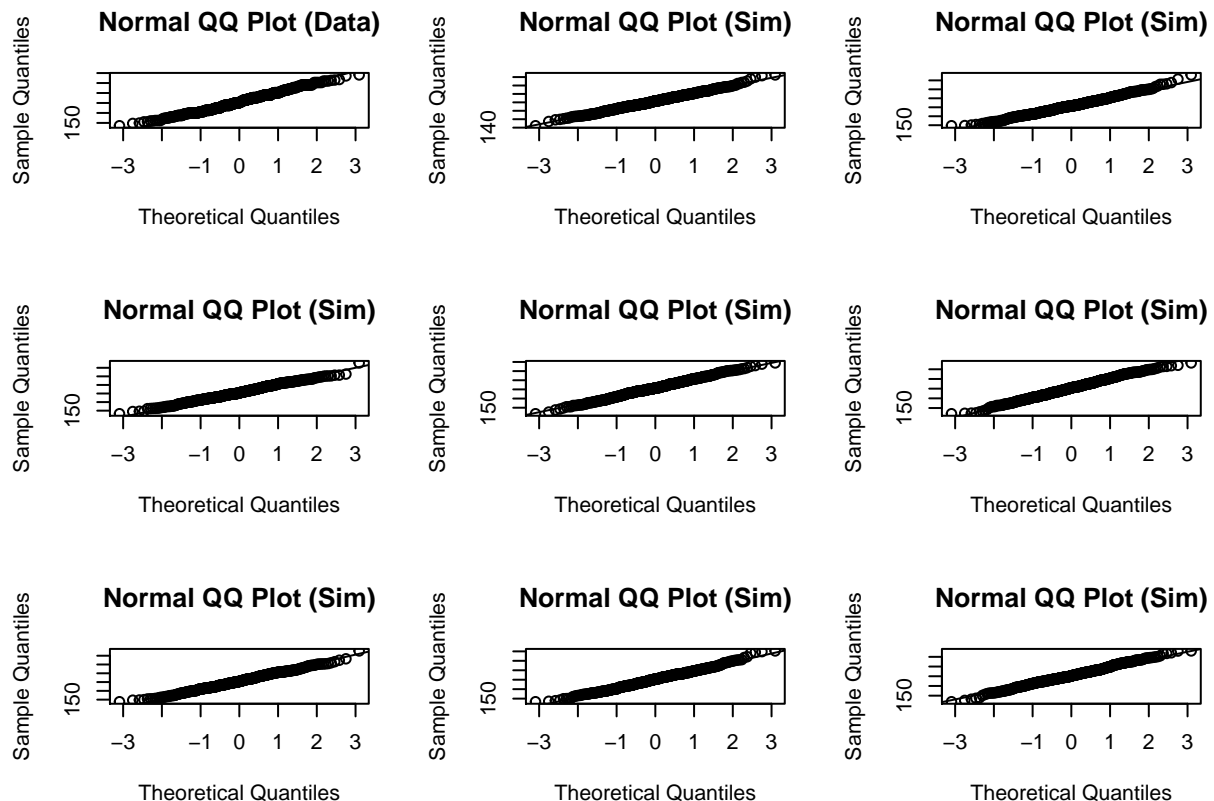 Normal QQ Plot (Data)
Sample Quantiles
150
−3 −1 0 1 2 3
Theoretical Quantiles
Normal QQ Plot (Sim)
Sample Quantiles
140
−3 −1 0 1 2 3
Theoretical Quantiles
Normal QQ Plot (Sim)
Sample Quantiles
150
−3 −1 0 1 2 3
Theoretical Quantiles
Normal QQ Plot (Sim)
Sample Quantiles
150
−3 −1 0 1 2 3
Theoretical Quantiles
Normal QQ Plot (Sim)
Sample Quantiles
150
−3 −1 0 1 2 3
Theoretical Quantiles
Normal QQ Plot (Sim)
Sample Quantiles
150
−3 −1 0 1 2 3
Theoretical Quantiles
Normal QQ Plot (Sim)
Sample Quantiles
150
−3 −1 0 1 2 3
Theoretical Quantiles
Normal QQ Plot (Sim)
Sample Quantiles
150
−3 −1 0 1 2 3
Theoretical Quantiles
Normal QQ Plot (Sim)
Sample Quantiles
150
−3 −1 0 1 2 3
Theoretical Quantiles